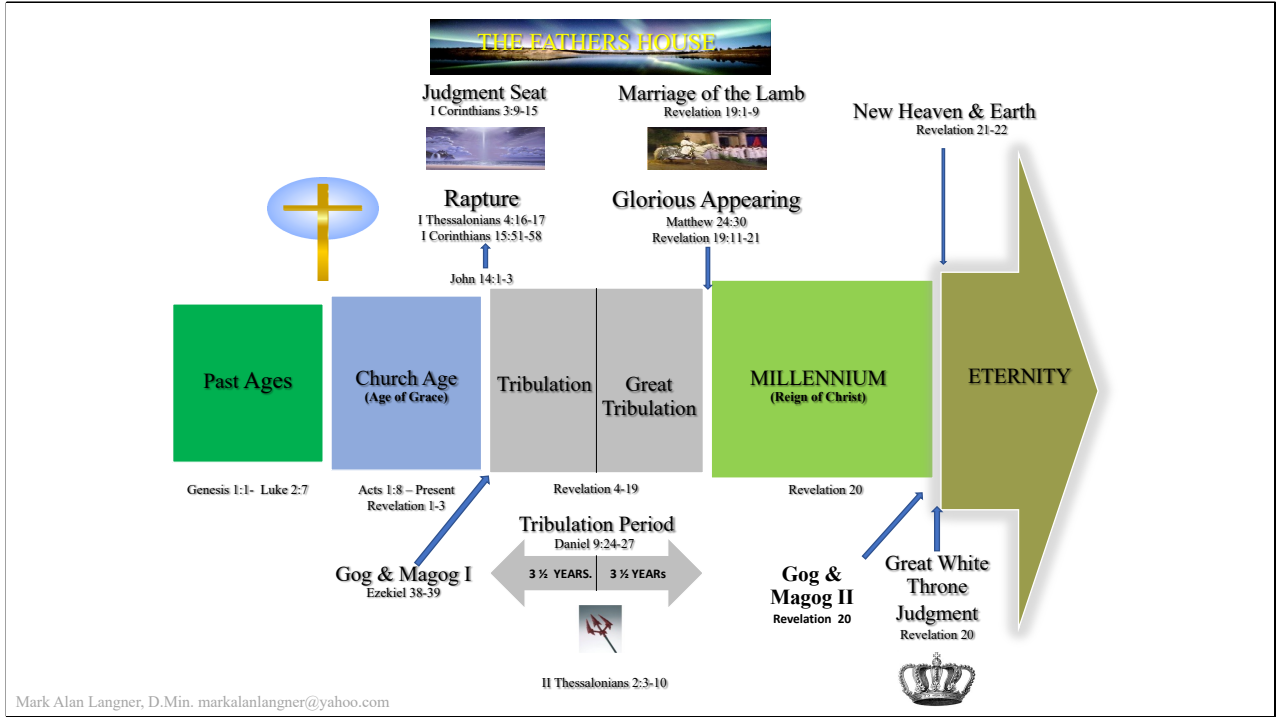 THE FATHERS HOUSE
Judgment Seat
I Corinthians 3:9-15
Marriage of the Lamb
Revelation 19:1-9
New Heaven & Earth
Revelation 21-22
Rapture
I Thessalonians 4:16-17
I Corinthians 15:51-58
John 14:1-3
Glorious Appearing
Matthew 24:30
Revelation 19:11-21
Past Ages
Church Age
(Age of Grace)
Tribulation
Great
Tribulation
MILLENNIUM
(Reign of Christ)
ETERNITY
Genesis 1:1-  Luke 2:7
Acts 1:8 – Present
Revelation 1-3
Revelation 4-19
Revelation 20
Tribulation Period
Daniel 9:24-27
3 ½  YEARS.
3 ½ YEARs
Gog & Magog I
Ezekiel 38-39
Gog &
Magog II
Revelation  20
Great White
Throne
Judgment
Revelation 20
II Thessalonians 2:3-10
Mark Alan Langner, D.Min. markalanlangner@yahoo.com